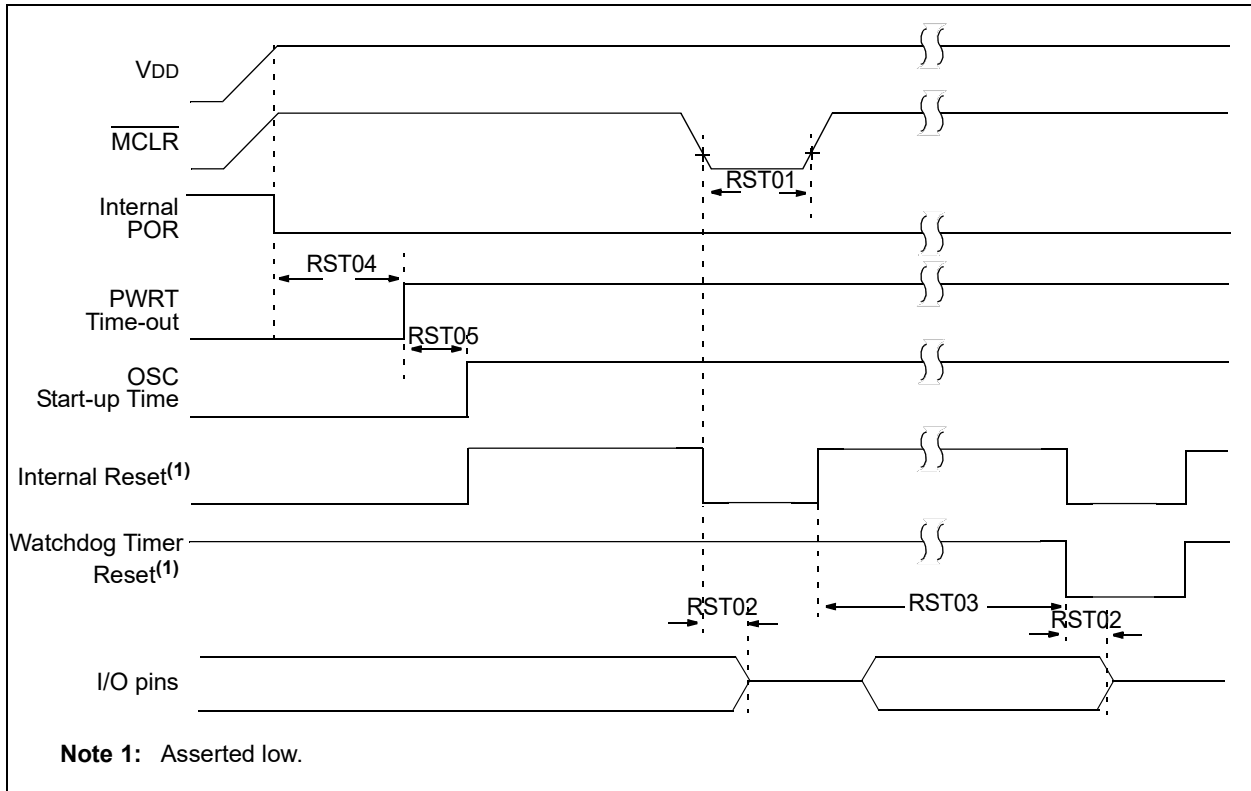 VDD
MCLR
RST01
Internal
POR
RST04
PWRT
Time-out
RST05
OSC
Start-up Time
Internal Reset(1)
Watchdog Timer
Reset(1)
RST02
RST03
RST02
I/O pins
Note 1: Asserted low.